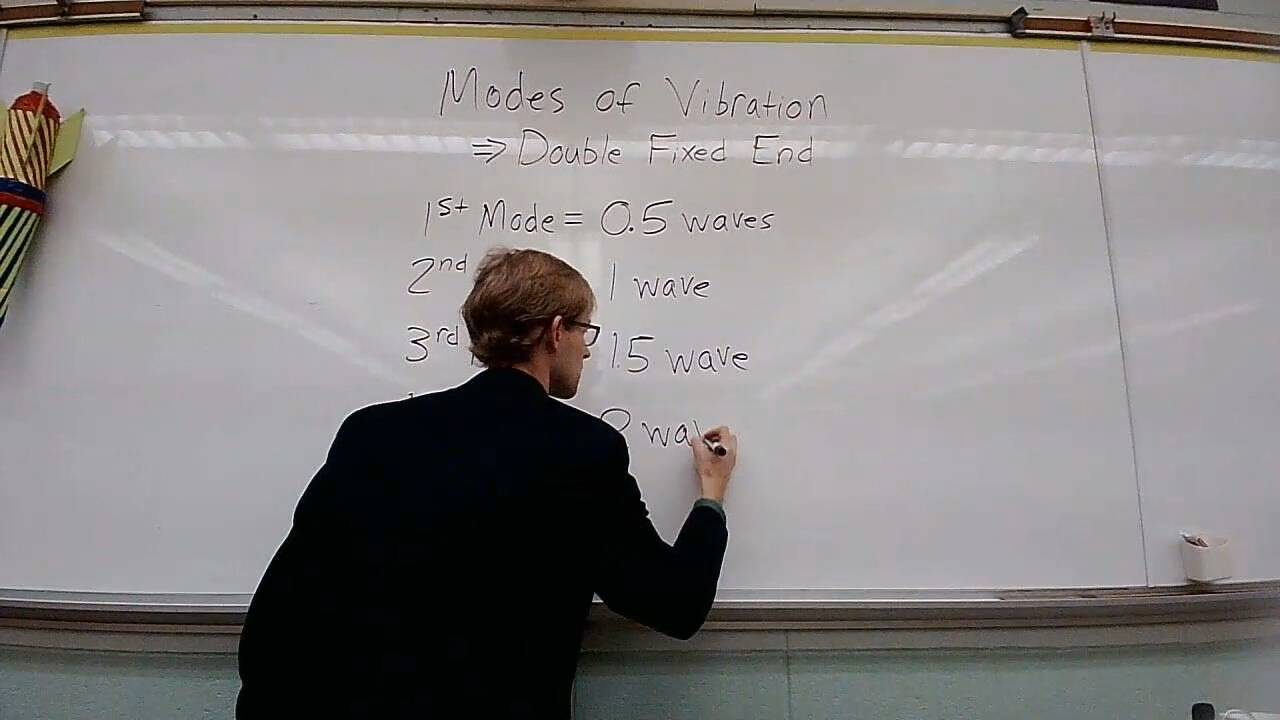 Modes of Vibration
⇒ Double Fixed End
1st Mode = 0.5 waves
2nd 1 wave
3rd 1.5 wave
2 wav